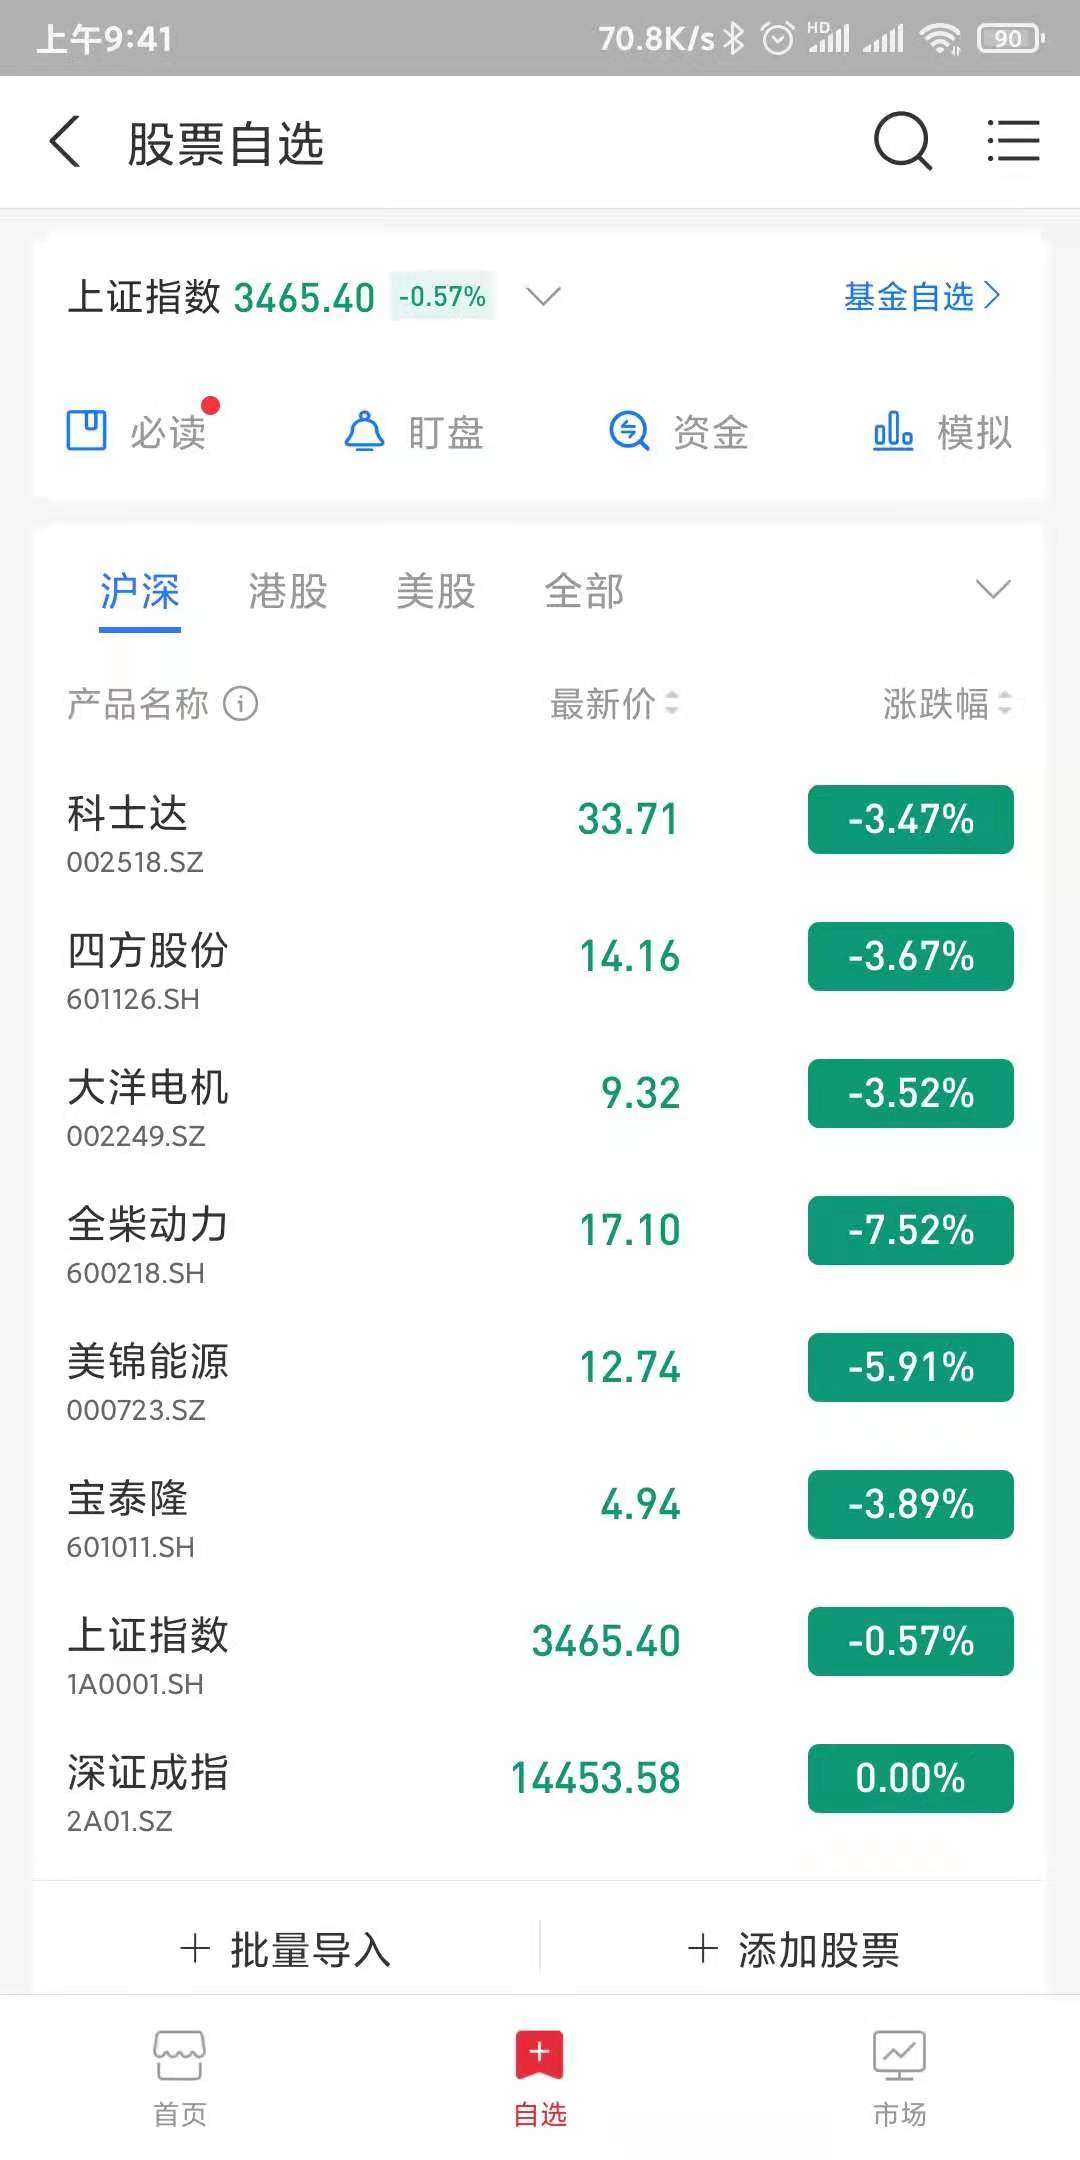 上午9:41 70.8K/s HD 90
股票自选
上证指数 3465.40 -0.57% 基金自选
必读 盯盘 资金 模拟
沪深 港股 美股 全部
产品名称 最新价 涨跌幅
科士达 33.71 -3.47%
002518.SZ
四方股份 14.16 -3.67%
601126.SH
大洋电机 9.32 -3.52%
002249.SZ
全柴动力 17.10 -7.52%
600218.SH
美锦能源 12.74 -5.91%
000723.SZ
宝泰隆 4.94 -3.89%
601011.SH
上证指数 3465.40 -0.57%
1A0001.SH
深证成指 14453.58 0.00%
2A01.SZ
+ 批量导入 + 添加股票
首页 自选 市场